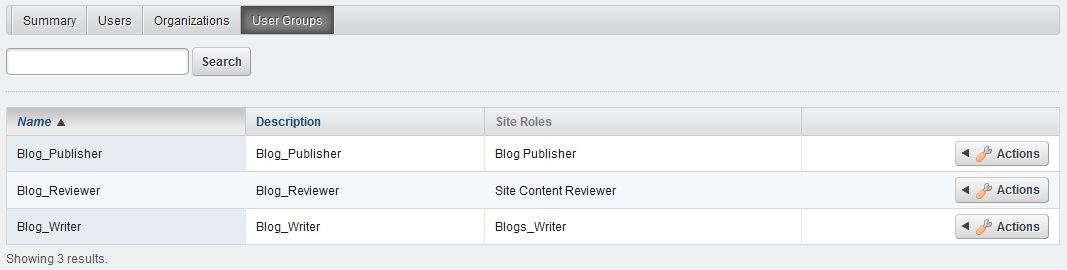 Summary Users Organizations User Groups
Search
Name Description Site Roles
Blog_Publisher Blog_Publisher Blog Publisher Actions
Blog_Reviewer Blog_Reviewer Site Content Reviewer Actions
Blog_Writer Blog_Writer Blogs_Writer Actions
Showing 3 results.